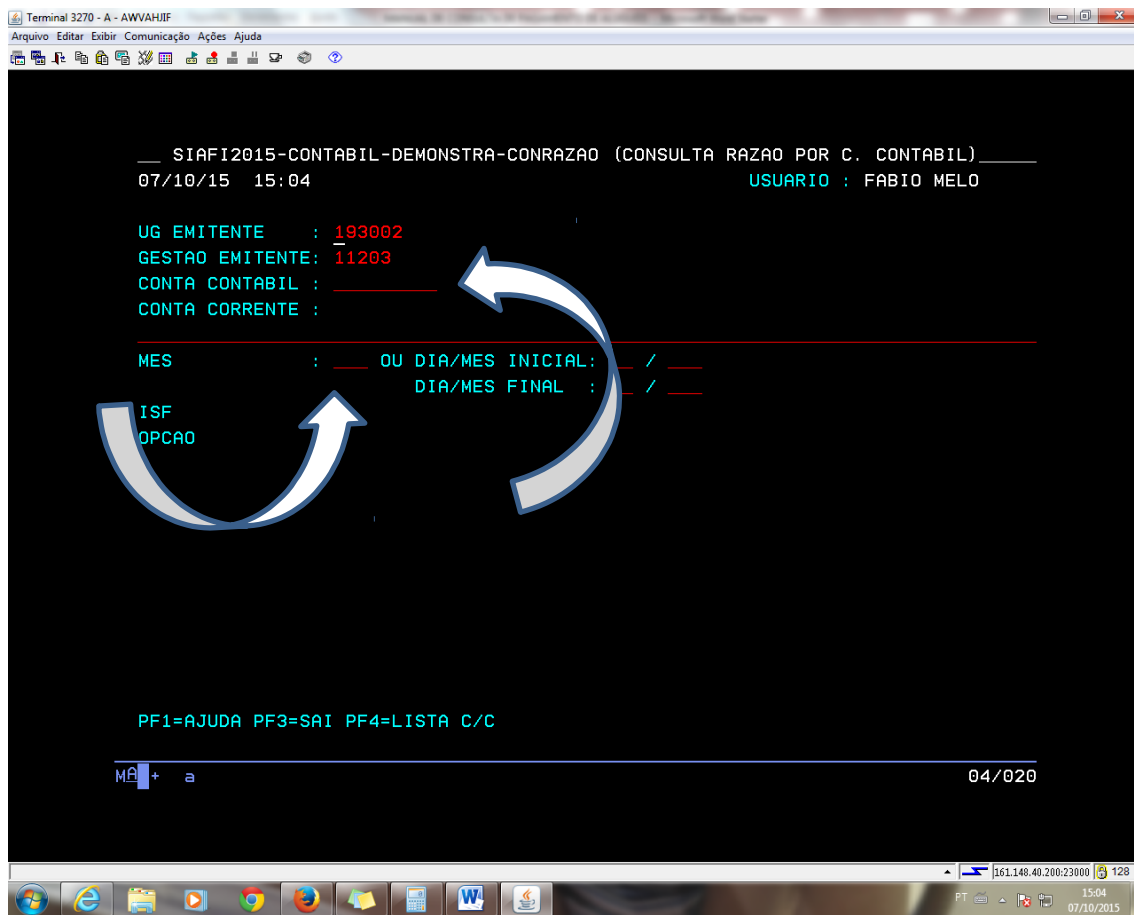 Terminal 3270 - A - AWVAHJIF
Arquivo Editar Exibir Comunicação Ações Ajuda
__ SIAFI2015-CONTABIL-DEMONSTRA-CONRAZAO (CONSULTA RAZAO POR C. CONTABIL)______
07/10/15 15:04 USUARIO : FABIO MELO
UG EMITENTE : 193002
GESTAO EMITENTE: 11203
CONTA CONTABIL : _________
CONTA CORRENTE :
MES : ___ OU DIA/MES INICIAL: __ / ___
DIA/MES FINAL : __ / ___
ISF
OPCAO
PF1=AJUDA PF3=SAI PF4=LISTA C/C
MA + a 04/020
161.148.40.200:23000 128
PT 15:04
07/10/2015